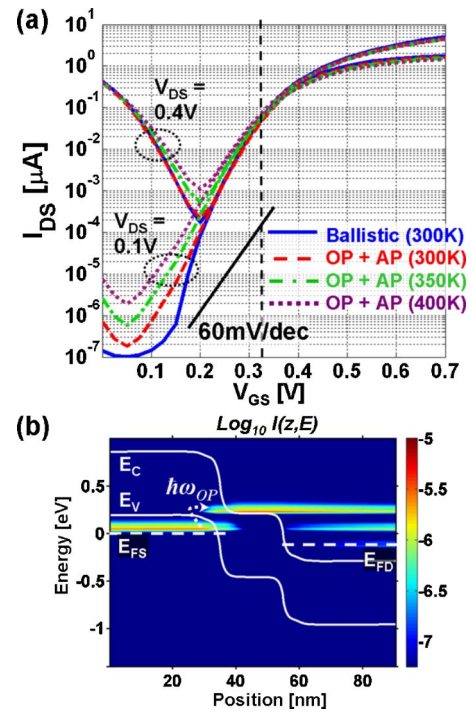 (a)
10^1
10^0
10^-1
10^-2
10^-3
10^-4
10^-5
10^-6
10^-7
I_DS [µA]
V_DS =
0.4V
V_DS =
0.1V
Ballistic (300K)
OP + AP (300K)
OP + AP (350K)
OP + AP (400K)
60mV/dec
0.1 0.2 0.3 0.4 0.5 0.6 0.7
V_GS [V]
(b)
Log_10 I(z,E)
E_C
E_V
ħω_OP
E_FS
E_FD
0.5
0
-0.5
-1
Energy [eV]
20 40 60 80
Position [nm]
-5
-5.5
-6
-6.5
-7